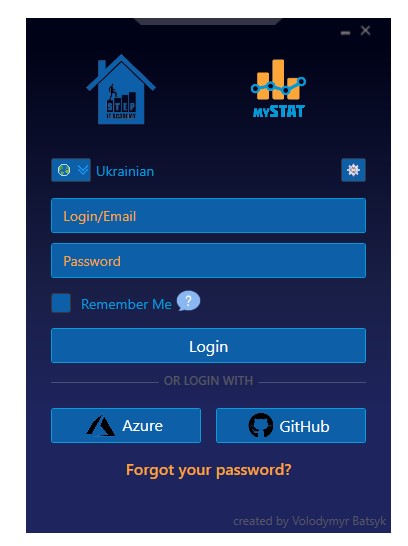 STEP
IT ACADEMY
MYSTAT
Ukrainian
Login/Email
Password
Remember Me ?
Login
OR LOGIN WITH
Azure
GitHub
Forgot your password?
created by Volodymyr Batsyk